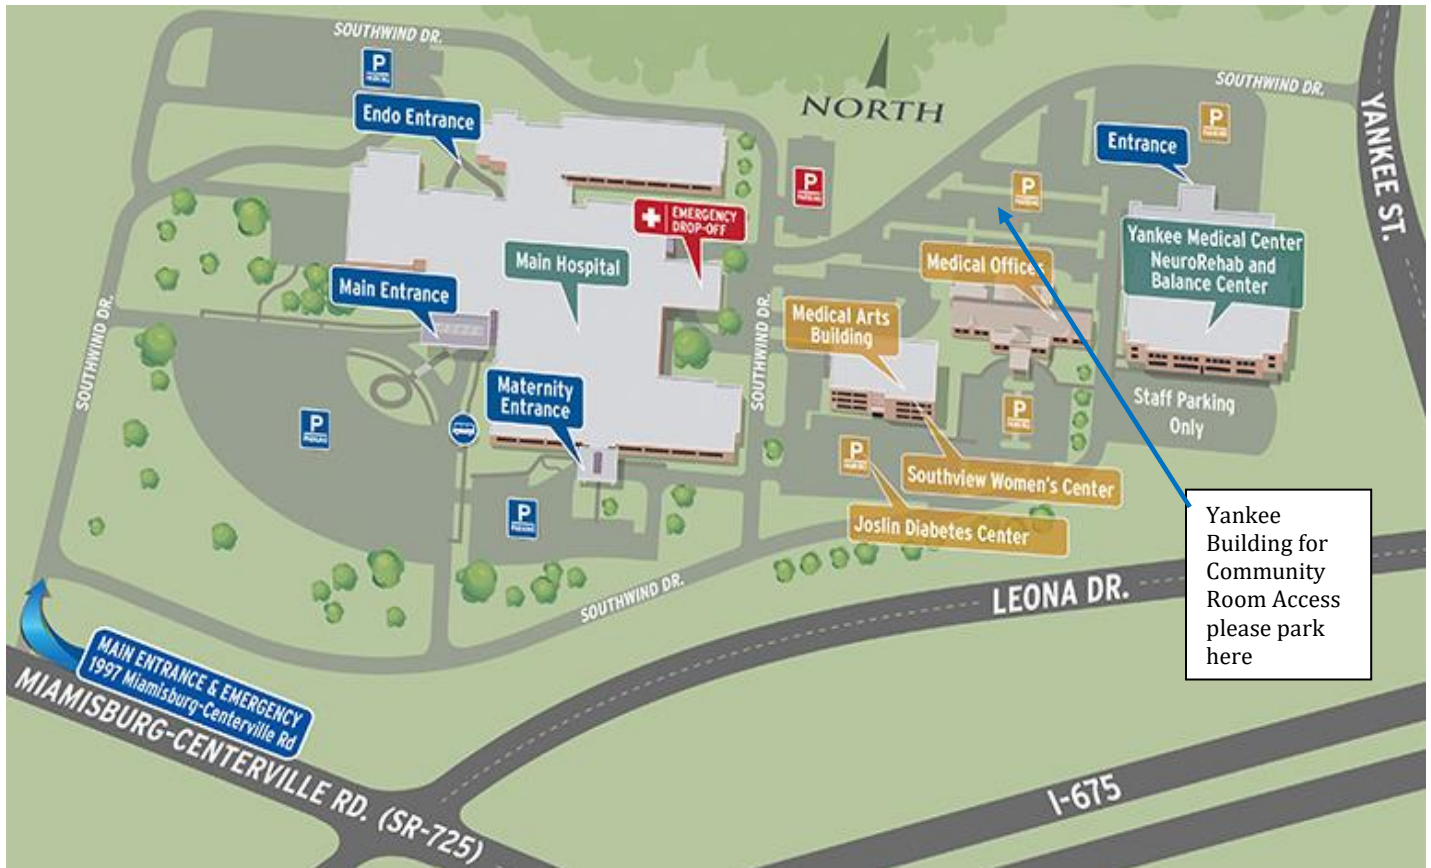 SOUTHWIND DR.
P
Endo Entrance
NORTH
SOUTHWIND DR.
P
YANKEE ST.
Entrance
P
P
EMERGENCY
DROP-OFF
Main Hospital
Main Entrance
Yankee Medical Center
NeuroRehab and
Balance Center
Medical Offices
Medical Arts
Building
SOUTHWIND DR.
SOUTHWIND DR.
Maternity
Entrance
P
PARKING
Staff Parking
Only
P
P
Southview Women's Center
P
PARKING
Joslin Diabetes Center
Yankee
Building for
Community
Room Access
please park
here
SOUTHWIND DR.
LEONA DR.
MAIN ENTRANCE & EMERGENCY
1997 Miamisburg-Centerville Rd
MIAMISBURG-CENTERVILLE RD. (SR-725)
I-675